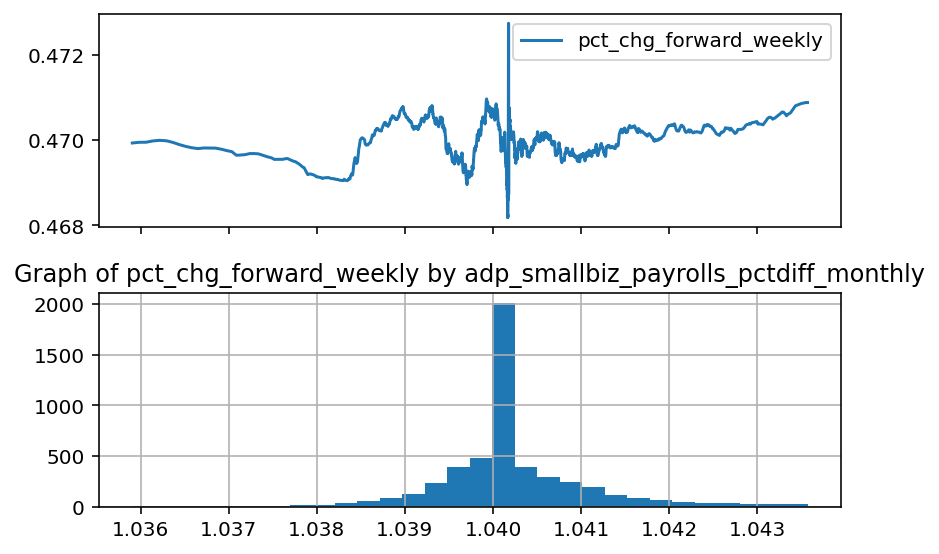 0.472
0.470
0.468
pct_chg_forward_weekly
Graph of pct_chg_forward_weekly by adp_smallbiz_payrolls_pctdiff_monthly
2000
1500
1000
500
0
1.036 1.037 1.038 1.039 1.040 1.041 1.042 1.043